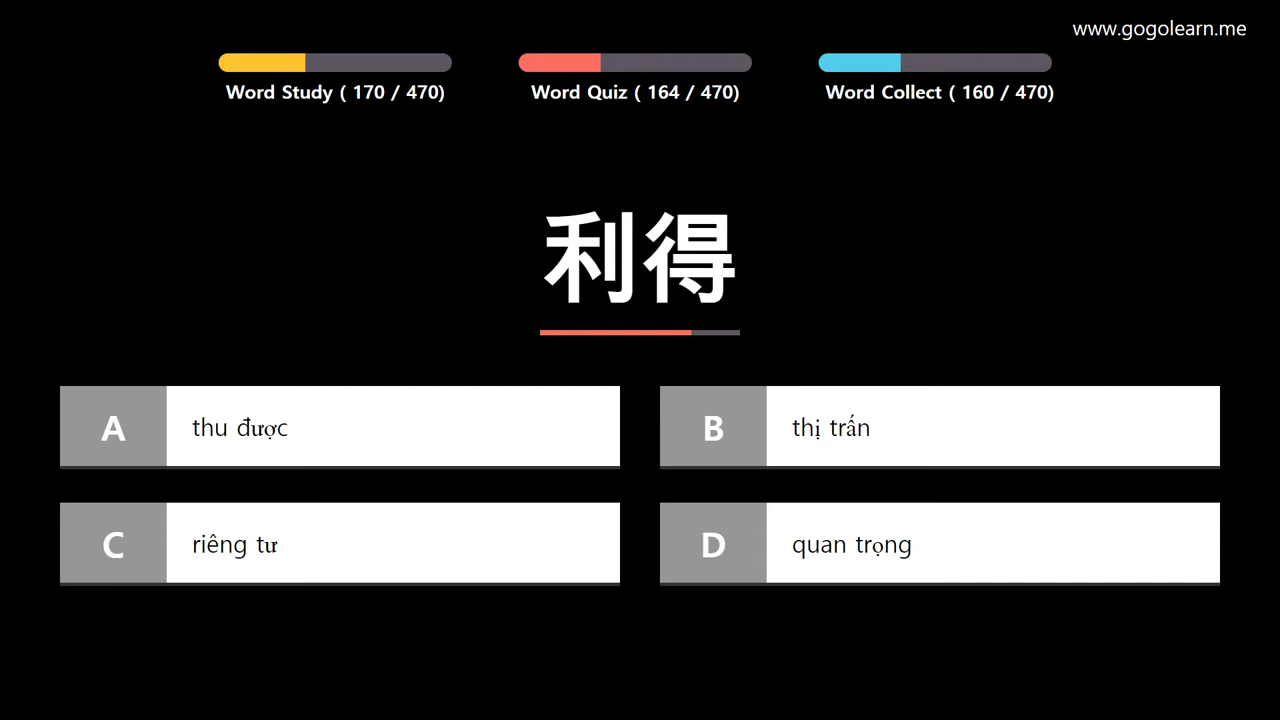 www.gogolearn.me
Word Study ( 170 / 470)
Word Quiz ( 164 / 470)
Word Collect ( 160 / 470)
利得
A thu được
B thị trấn
C riêng tư
D quan trọng